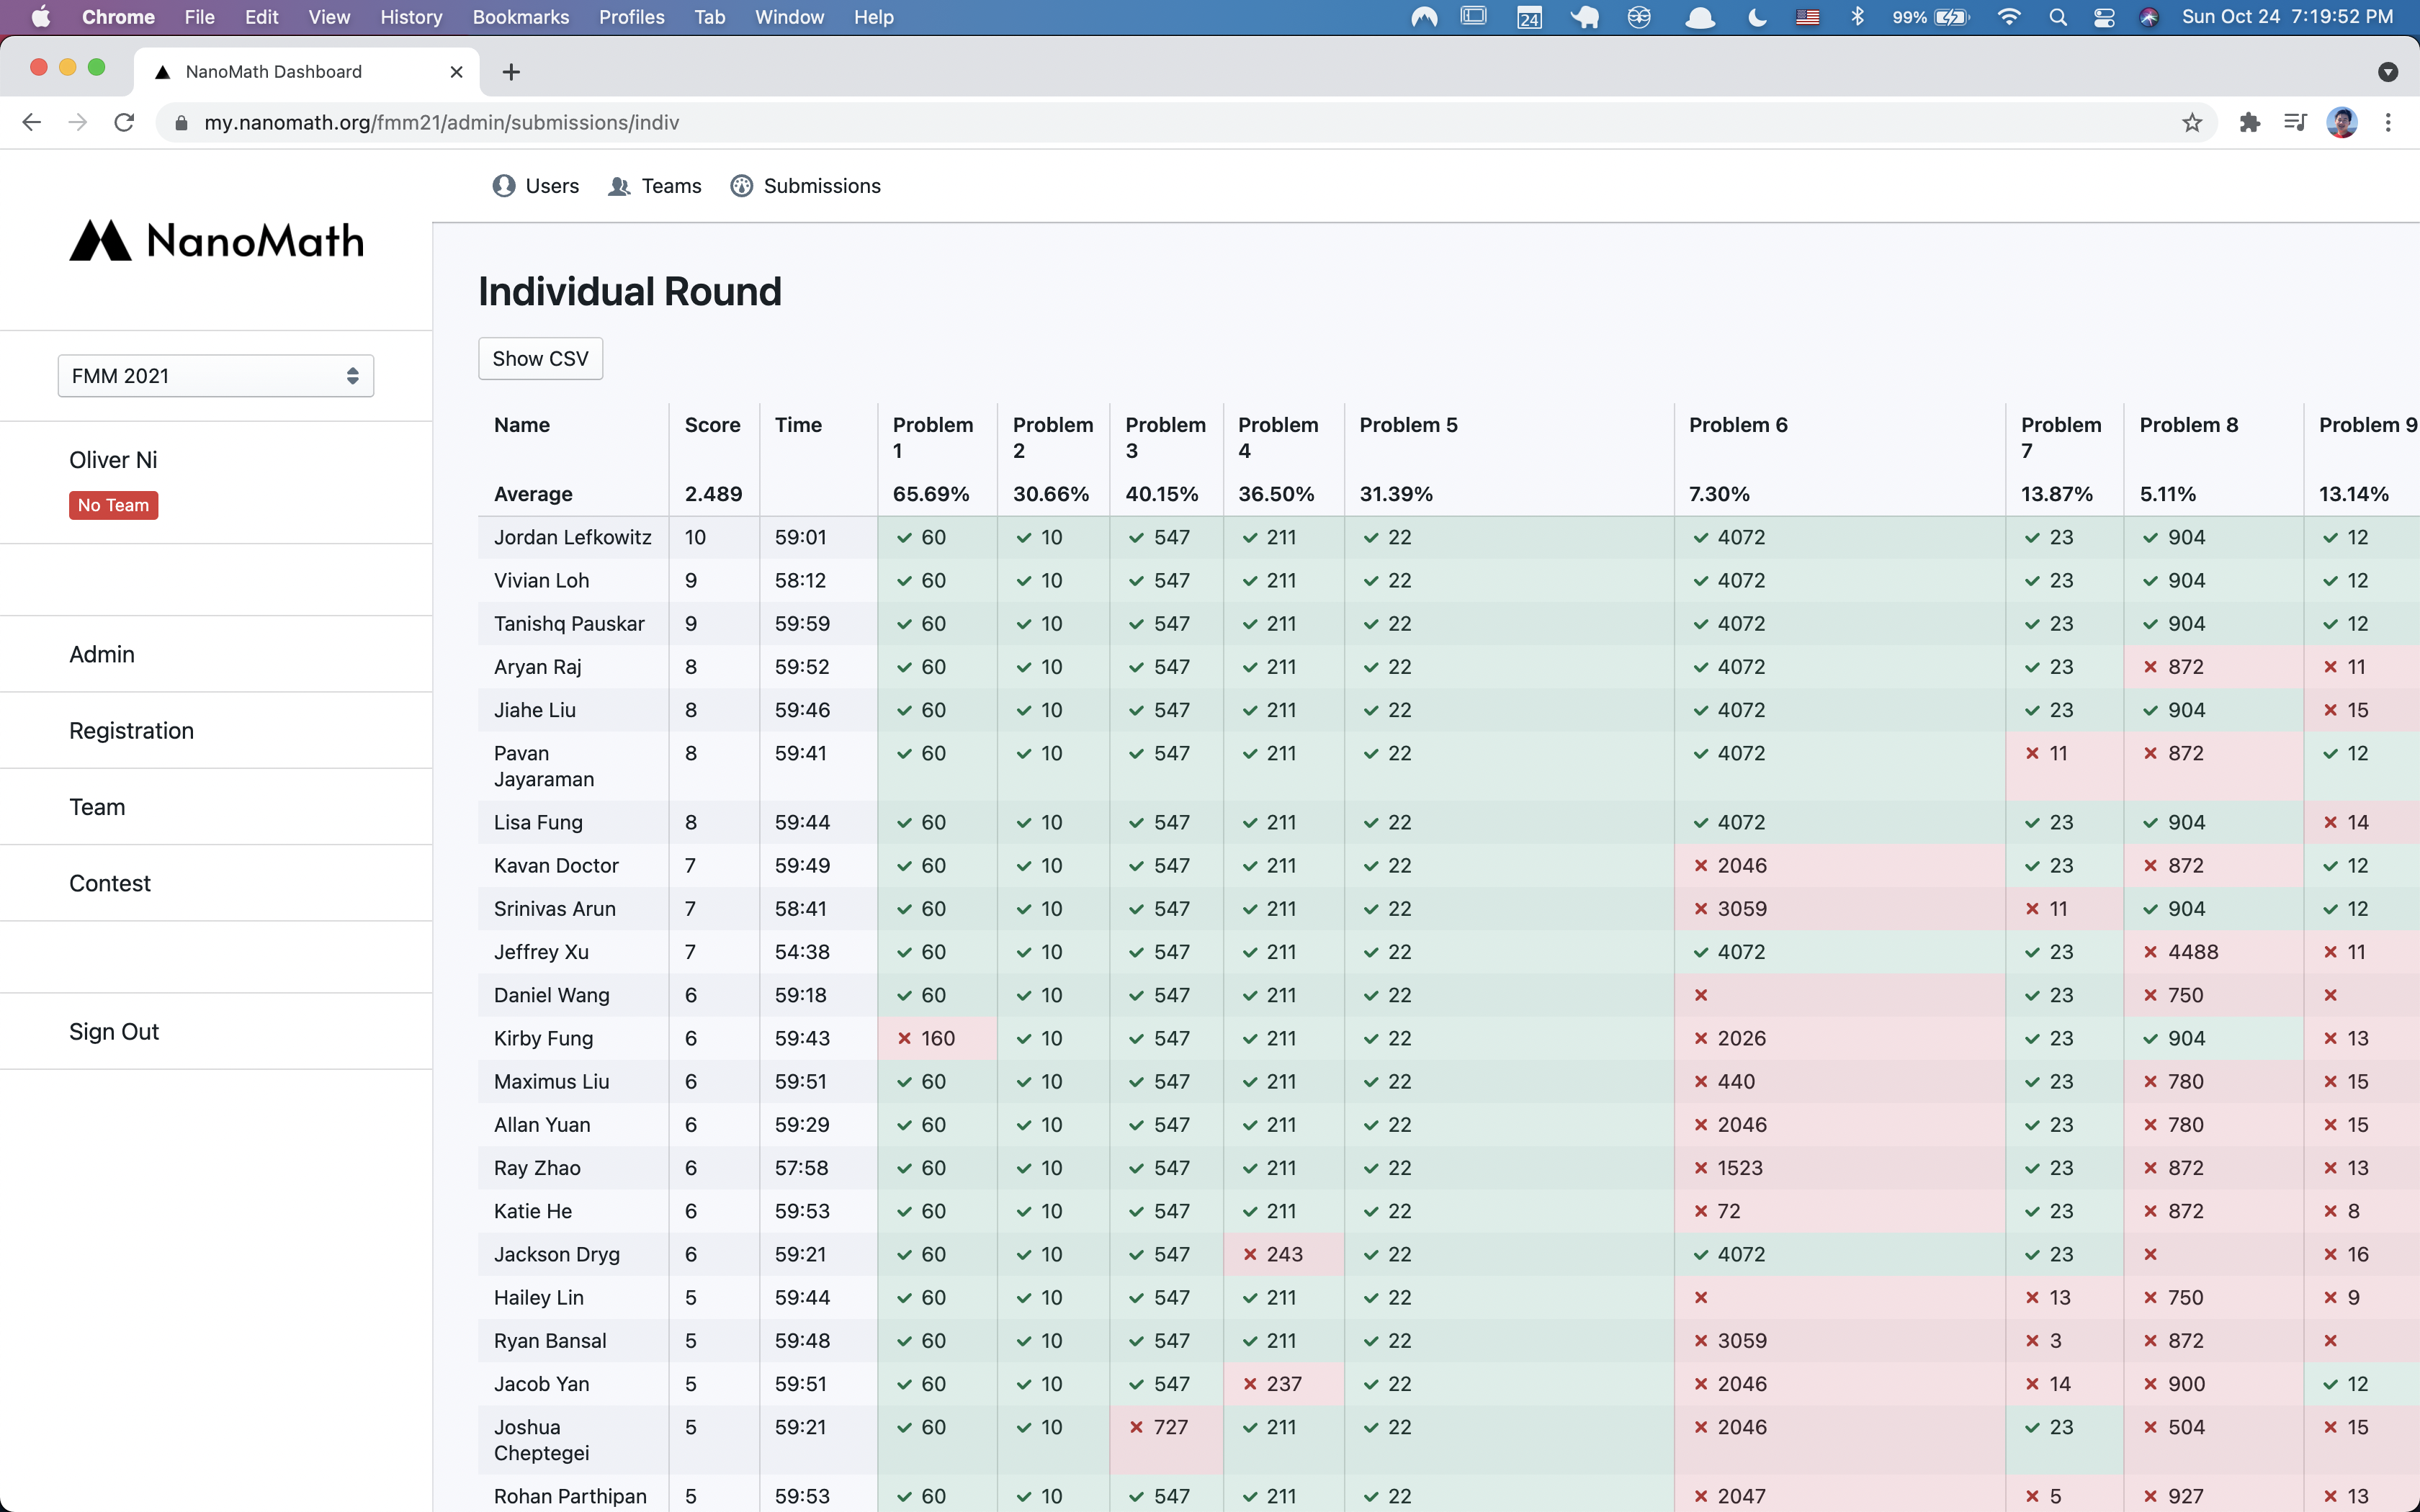 Chrome File Edit View History Bookmarks Profiles Tab Window Help 24 99% Sun Oct 24 7:19:52 PM
NanoMath Dashboard
my.nanomath.org/fmm21/admin/submissions/indiv
Users Teams Submissions
NanoMath
FMM 2021
Oliver Ni
No Team
Admin
Registration
Team
Contest
Sign Out
Individual Round
Show CSV
Name Score Time Problem 1 Problem 2 Problem 3 Problem 4 Problem 5 Problem 6 Problem 7 Problem 8 Problem 9
Average 2.489 65.69% 30.66% 40.15% 36.50% 31.39% 7.30% 13.87% 5.11% 13.14%
Jordan Lefkowitz 10 59:01 60 10 547 211 22 4072 23 904 12
Vivian Loh 9 58:12 60 10 547 211 22 4072 23 904 12
Tanishq Pauskar 9 59:59 60 10 547 211 22 4072 23 904 12
Aryan Raj 8 59:52 60 10 547 211 22 4072 23 872 11
Jiahe Liu 8 59:46 60 10 547 211 22 4072 23 904 15
Pavan Jayaraman 8 59:41 60 10 547 211 22 4072 11 872 12
Lisa Fung 8 59:44 60 10 547 211 22 4072 23 904 14
Kavan Doctor 7 59:49 60 10 547 211 22 2046 23 872 12
Srinivas Arun 7 58:41 60 10 547 211 22 3059 11 904 12
Jeffrey Xu 7 54:38 60 10 547 211 22 4072 23 4488 11
Daniel Wang 6 59:18 60 10 547 211 22 23 750
Kirby Fung 6 59:43 160 10 547 211 22 2026 23 904 13
Maximus Liu 6 59:51 60 10 547 211 22 440 23 780 15
Allan Yuan 6 59:29 60 10 547 211 22 2046 23 780 15
Ray Zhao 6 57:58 60 10 547 211 22 1523 23 872 13
Katie He 6 59:53 60 10 547 211 22 72 23 872 8
Jackson Dryg 6 59:21 60 10 547 243 22 4072 23 16
Hailey Lin 5 59:44 60 10 547 211 22 13 750 9
Ryan Bansal 5 59:48 60 10 547 211 22 3059 3 872
Jacob Yan 5 59:51 60 10 547 237 22 2046 14 900 12
Joshua Cheptegei 5 59:21 60 10 727 211 22 2046 23 504 15
Rohan Parthipan 5 59:53 60 10 547 211 22 2047 5 927 13